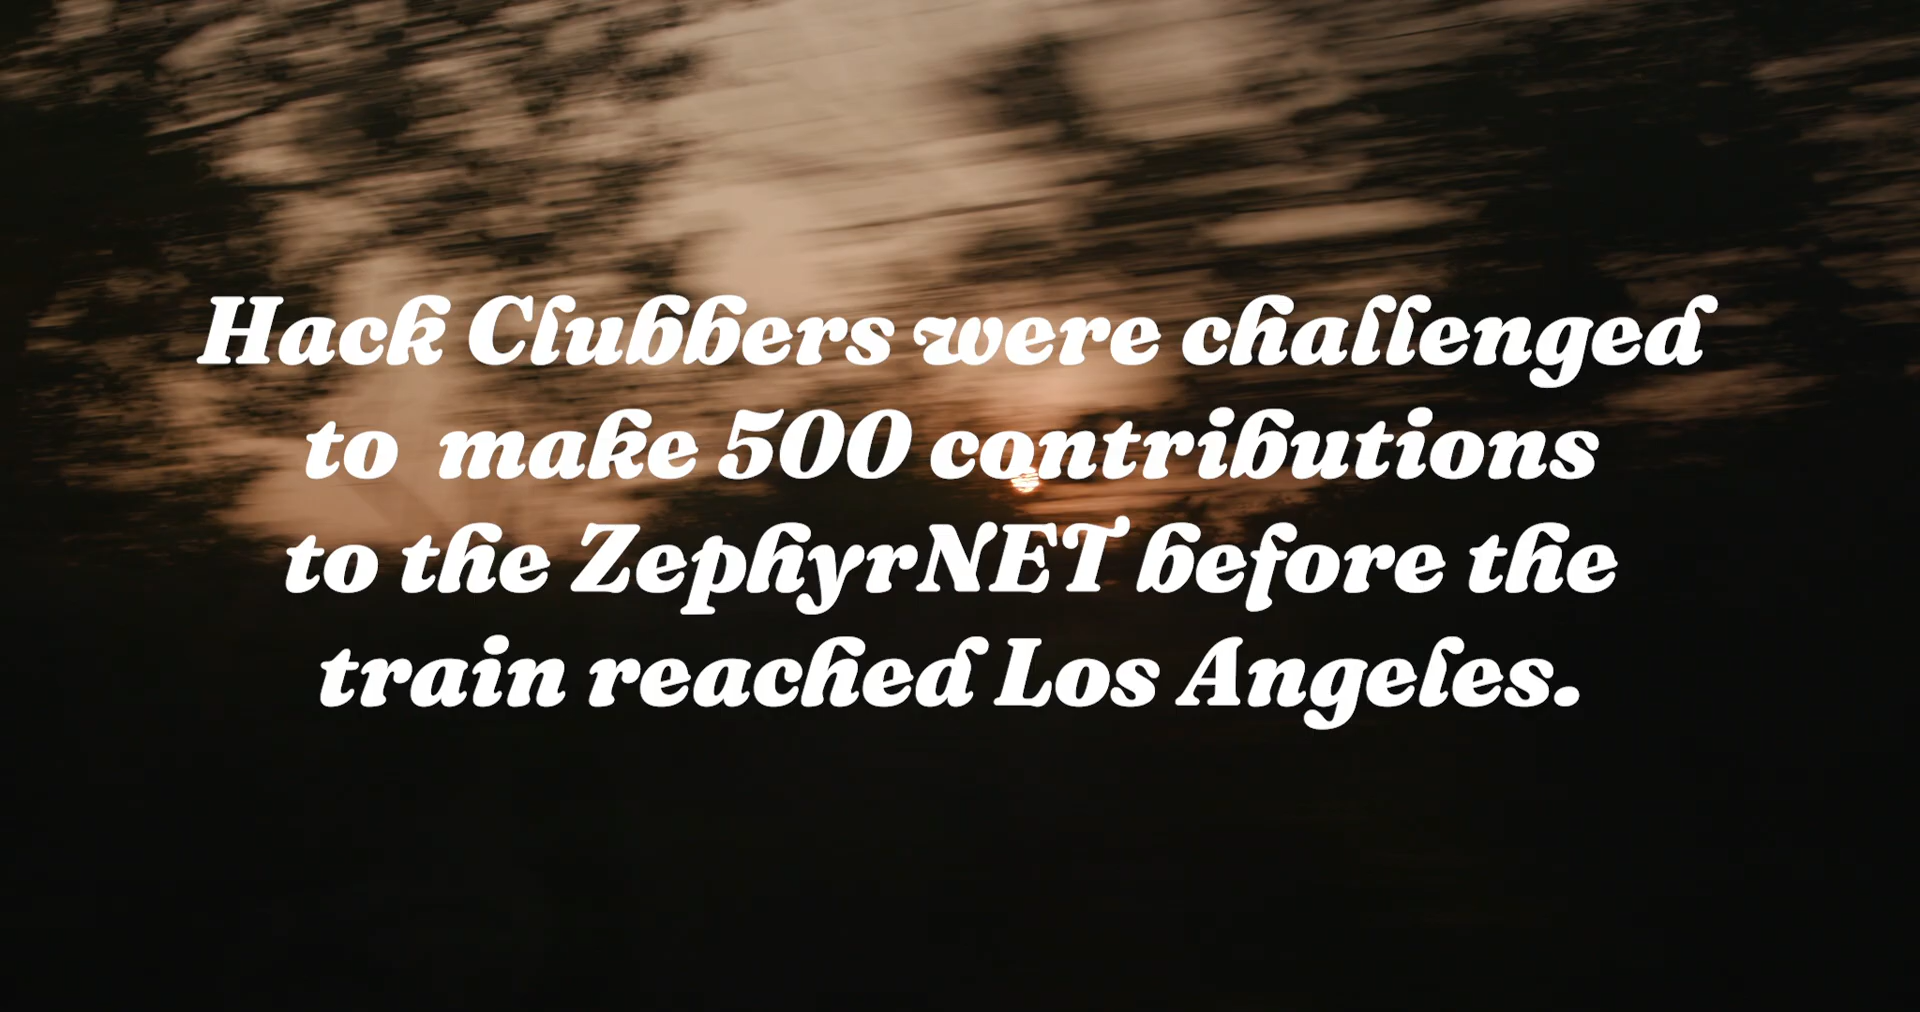 Hack Clubbers were challenged
to  make 500 contributions
to the ZephyrNET before the
train reached Los Angeles.